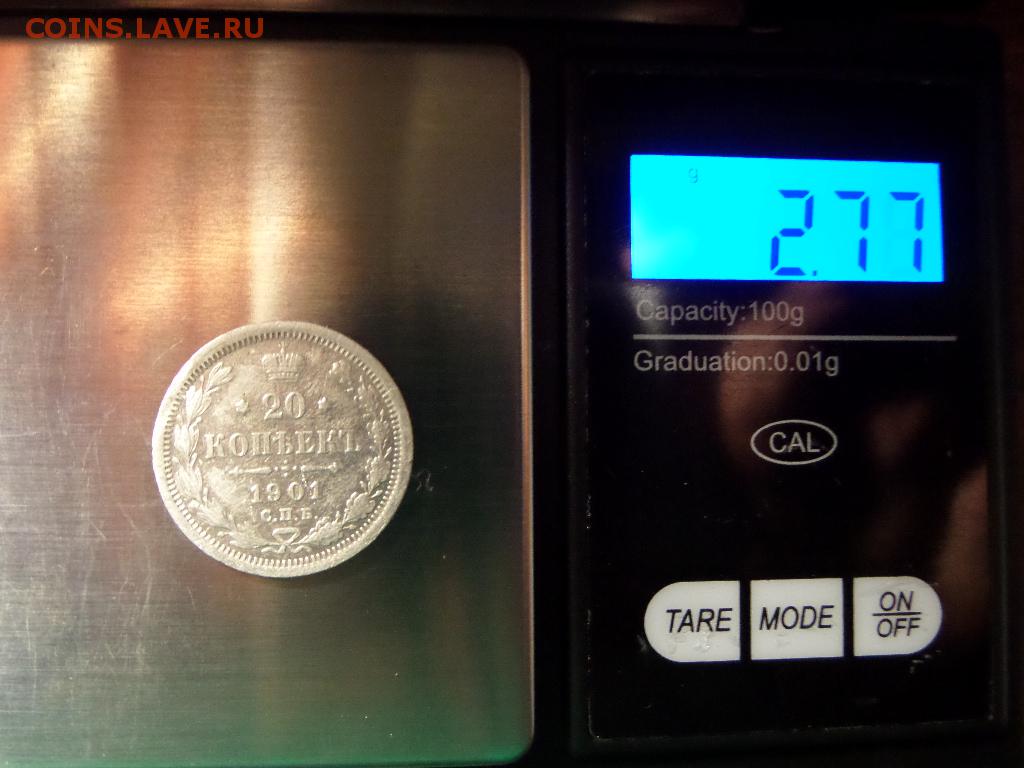 COINS.LAVE.RU
20
КОПѢЕКЪ
1901
С.П.Б.
g
2.77
Capacity:100g
Graduation:0.01g
CAL
TARE
MODE
ON
OFF